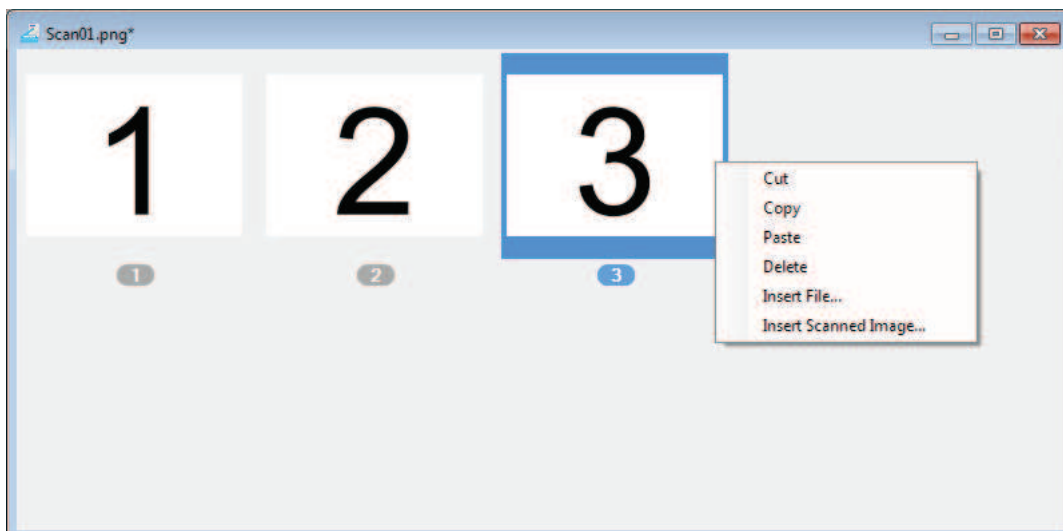 Scan01.png*
1 2 3
1 2 3
Cut
Copy
Paste
Delete
Insert File...
Insert Scanned Image...